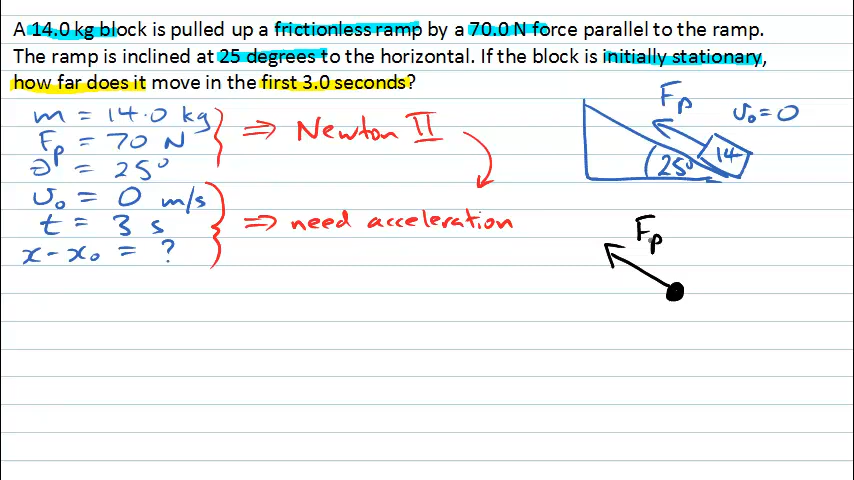 A 14.0 kg block is pulled up a frictionless ramp by a 70.0 N force parallel to the ramp.
The ramp is inclined at 25 degrees to the horizontal. If the block is initially stationary,
how far does it move in the first 3.0 seconds?
m = 14.0 kg
Fp = 70 N
∂ = 25°
v₀ = 0 m/s
t = 3 s
x - x₀ = ?
⇒ Newton II
⇒ need acceleration
Fp
v₀ = 0
25°
14
Fp